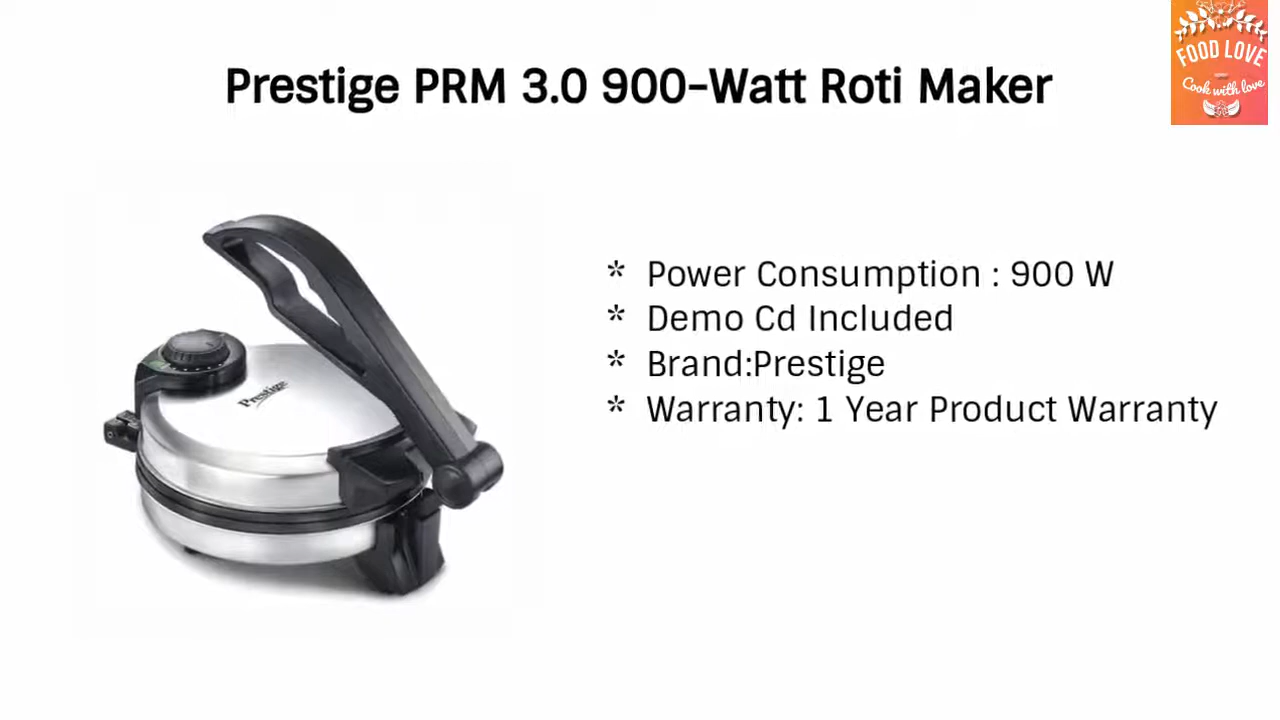 Prestige PRM 3.0 900-Watt Roti Maker
FOOD LOVE
Cook with love
Prestige
* Power Consumption : 900 W
* Demo Cd Included
* Brand:Prestige
* Warranty: 1 Year Product Warranty